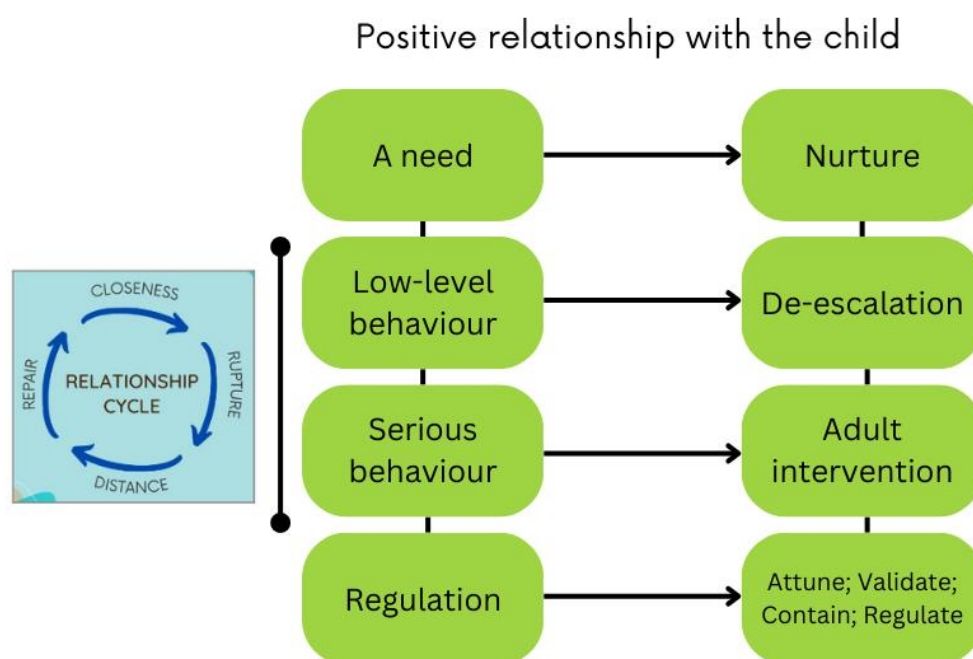 Positive relationship with the child
A need
Nurture
Low-level
behaviour
De-escalation
Serious
behaviour
Adult
intervention
Regulation
Attune; Validate;
Contain; Regulate
CLOSENESS
RUPTURE
DISTANCE
REPAIR
RELATIONSHIP
CYCLE